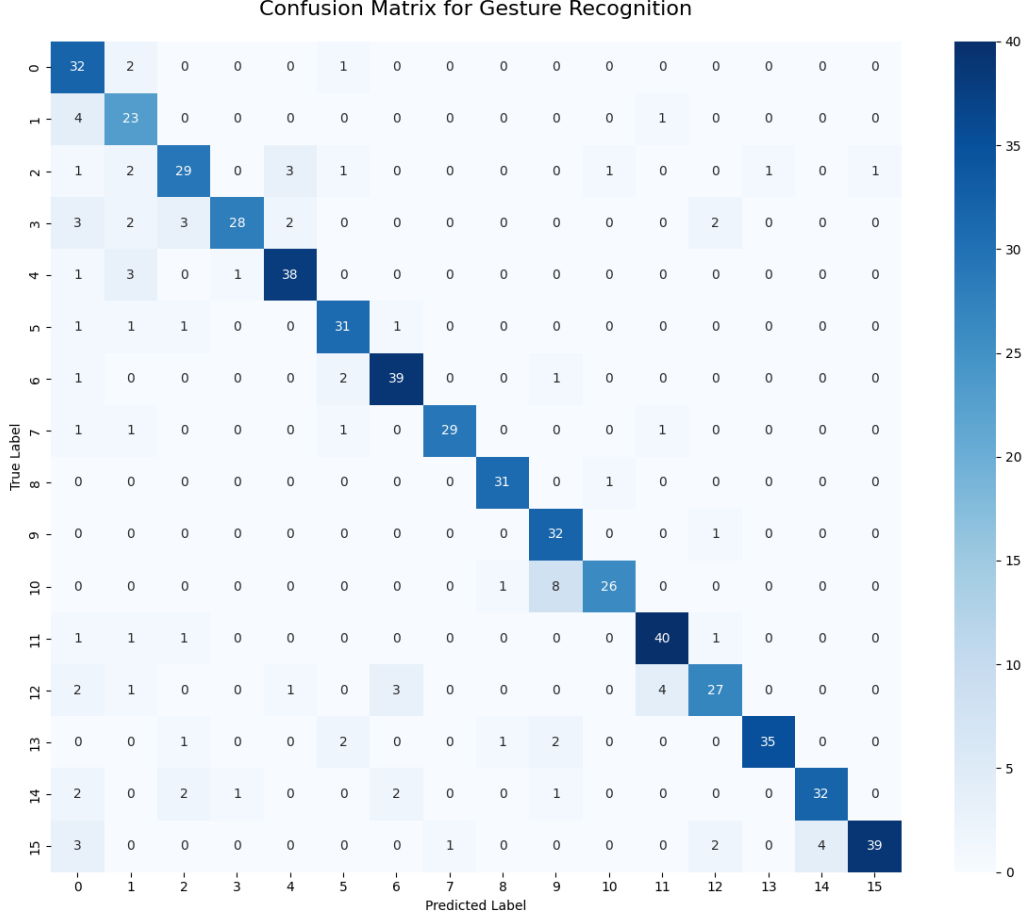 Confusion Matrix for Gesture Recognition
0 32 2 0 0 0 1 0 0 0 0 0 0 0 0 0 0
1 4 23 0 0 0 0 0 0 0 0 0 1 0 0 0 0
2 1 2 29 0 3 1 0 0 0 0 1 0 0 1 0 1
3 3 2 3 28 2 0 0 0 0 0 0 0 2 0 0 0
4 1 3 0 1 38 0 0 0 0 0 0 0 0 0 0 0
5 1 1 1 0 0 31 1 0 0 0 0 0 0 0 0 0
6 1 0 0 0 0 2 39 0 0 1 0 0 0 0 0 0
7 1 1 0 0 0 1 0 29 0 0 0 1 0 0 0 0
8 0 0 0 0 0 0 0 0 31 0 1 0 0 0 0 0
9 0 0 0 0 0 0 0 0 0 32 0 0 1 0 0 0
10 0 0 0 0 0 0 0 0 1 8 26 0 0 0 0 0
11 1 1 1 0 0 0 0 0 0 0 0 40 1 0 0 0
12 2 1 0 0 1 0 3 0 0 0 0 4 27 0 0 0
13 0 0 1 0 0 2 0 0 1 2 0 0 0 35 0 0
14 2 0 2 1 0 0 2 0 0 1 0 0 0 0 32 0
15 3 0 0 0 0 0 0 1 0 0 0 0 2 0 4 39
0 1 2 3 4 5 6 7 8 9 10 11 12 13 14 15
Predicted Label
True Label
40
35
30
25
20
15
10
5
0